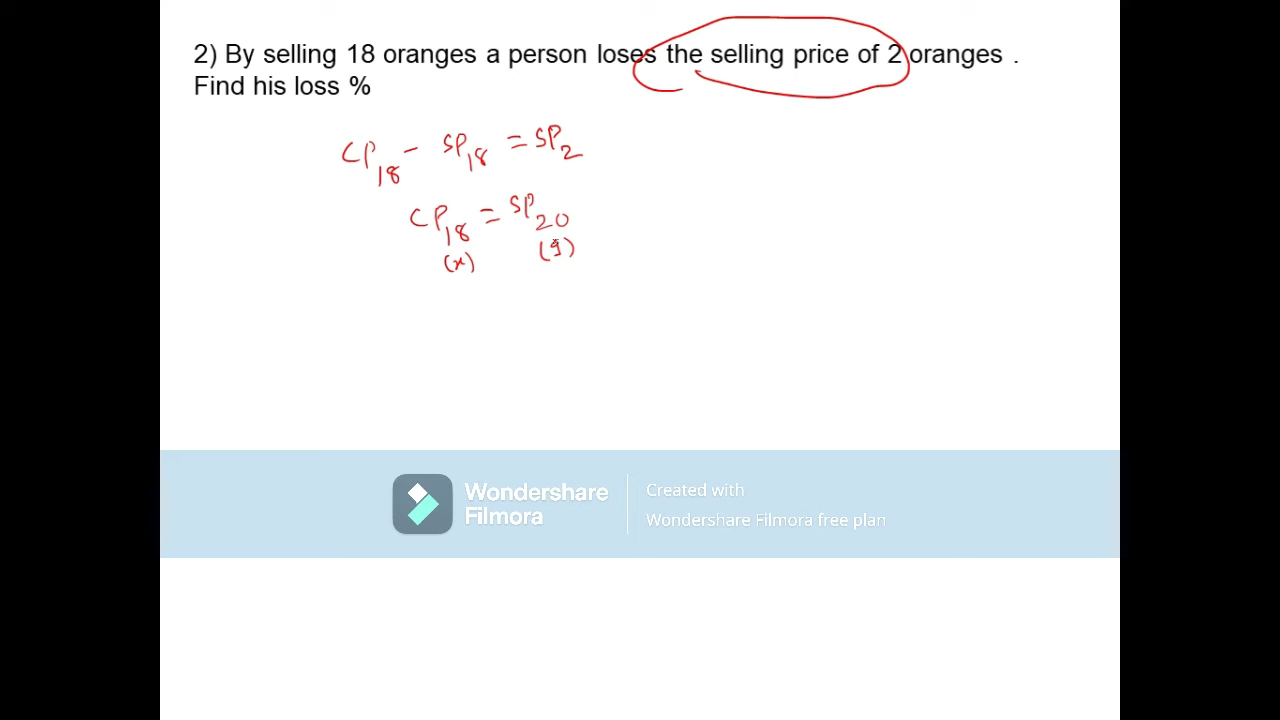 2) By selling 18 oranges a person loses the selling price of 2 oranges .
Find his loss %
CP18 - SP18 = SP2
CP18 = SP20
(x) (9)
Wondershare
Filmora
Created with
Wondershare Filmora free plan